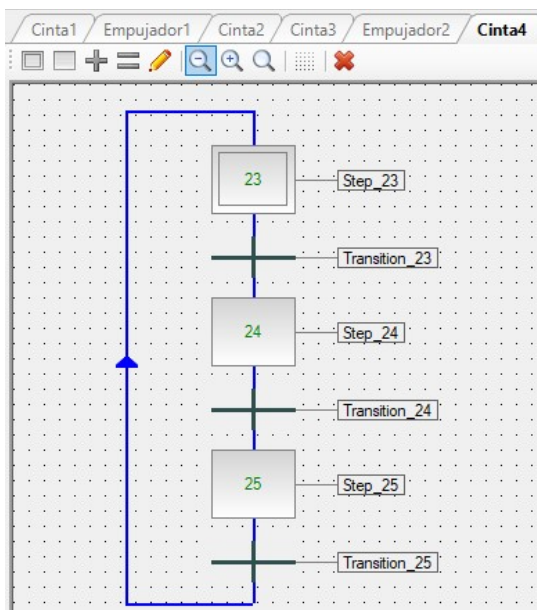 Cinta1 Empujador1 Cinta2 Cinta3 Empujador2 Cinta4
23 Step_23
Transition_23
24 Step_24
Transition_24
25 Step_25
Transition_25